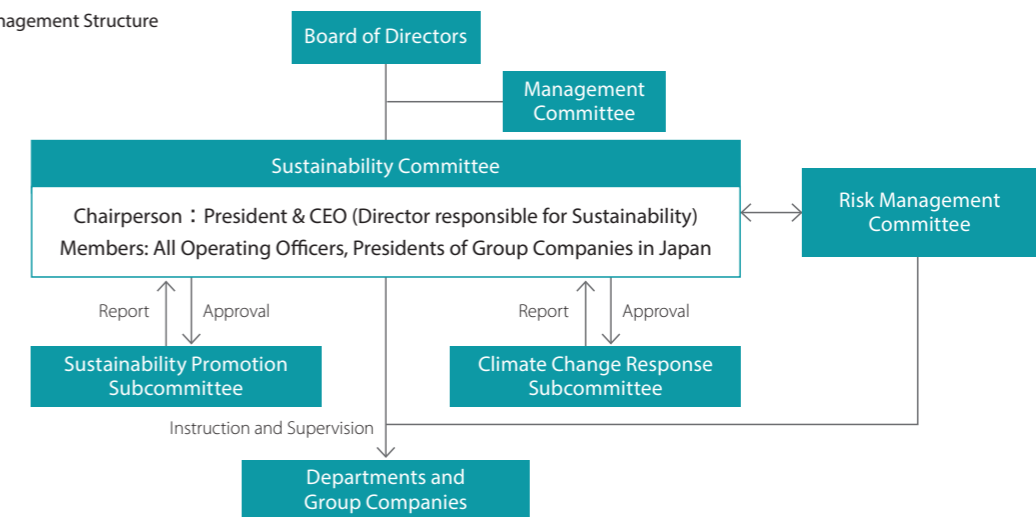 nagement Structure
Board of Directors
Management
Committee
Sustainability Committee
Chairperson：President & CEO (Director responsible for Sustainability)
Members: All Operating Officers, Presidents of Group Companies in Japan
Risk Management
Committee
Report
Approval
Report
Approval
Sustainability Promotion
Subcommittee
Climate Change Response
Subcommittee
Instruction and Supervision
Departments and
Group Companies